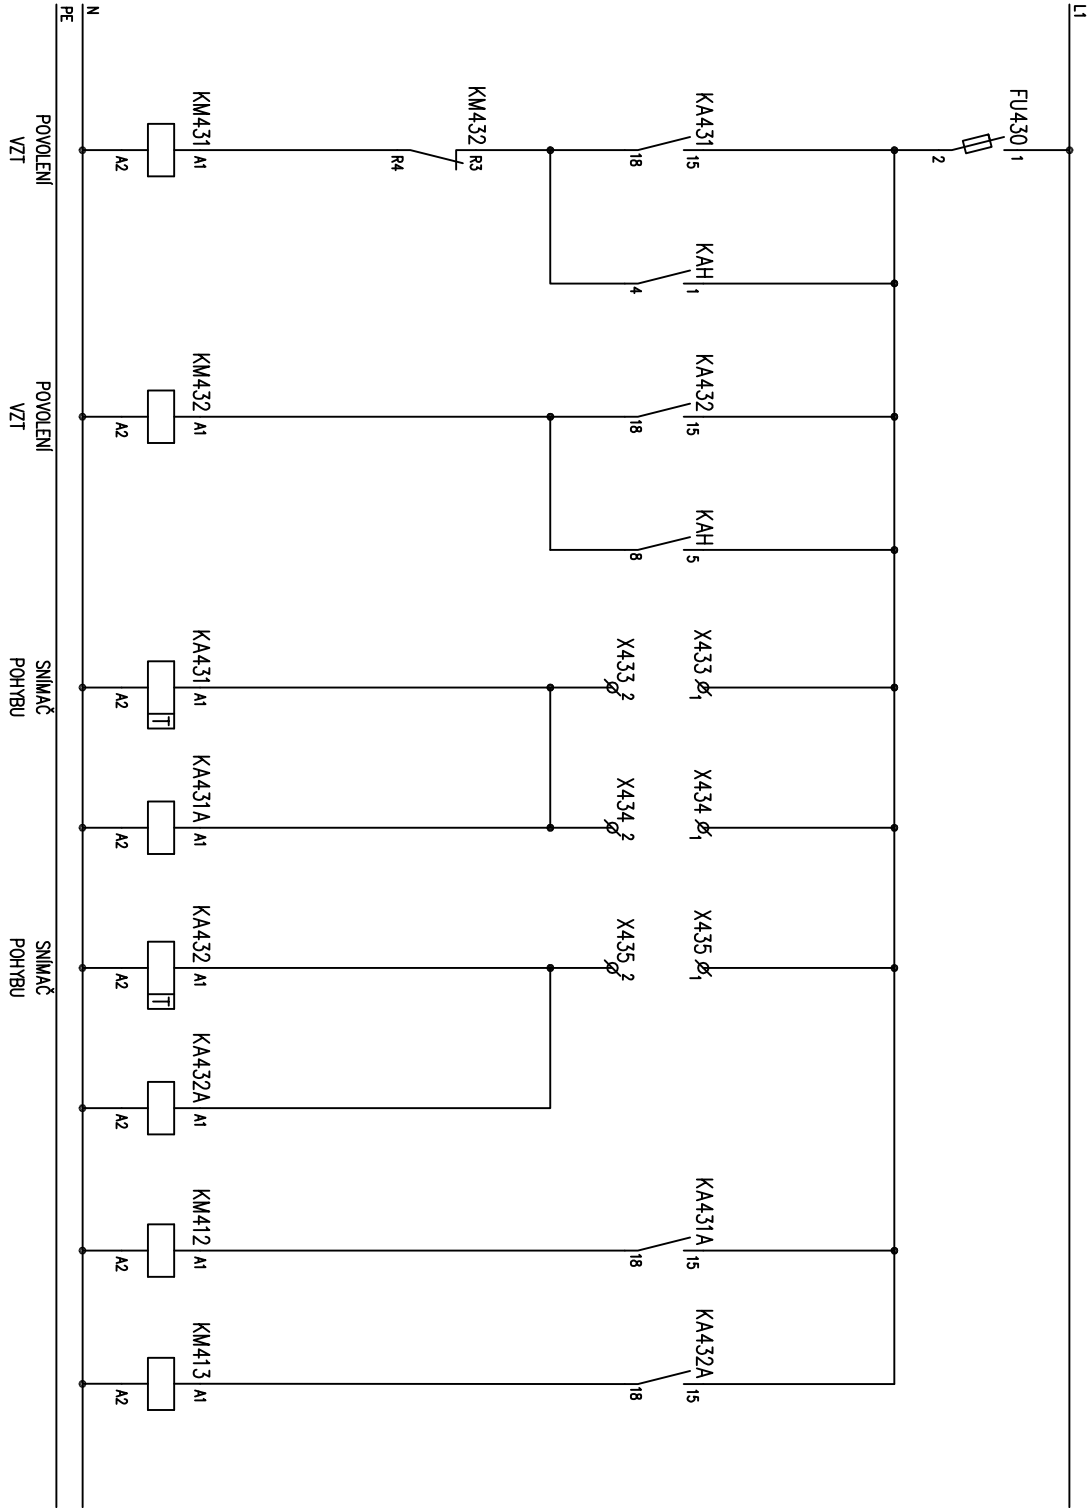 L1
FU430
1
2
KA431
15
18
KAH
1
4
KA432
15
18
KAH
5
8
X433
1
X433
2
X434
1
X434
2
X435
1
X435
2
KA431A
15
18
KA432A
15
18
KM432
R3
R4
KM431
A1
A2
KM432
A1
A2
KA431
A1
A2
T
KA431A
A1
A2
KA432
A1
A2
T
KA432A
A1
A2
KM412
A1
A2
KM413
A1
A2
N
PE
POVOLENÍ
VZT
POVOLENÍ
VZT
SNÍMAČ
POHYBU
SNÍMAČ
POHYBU